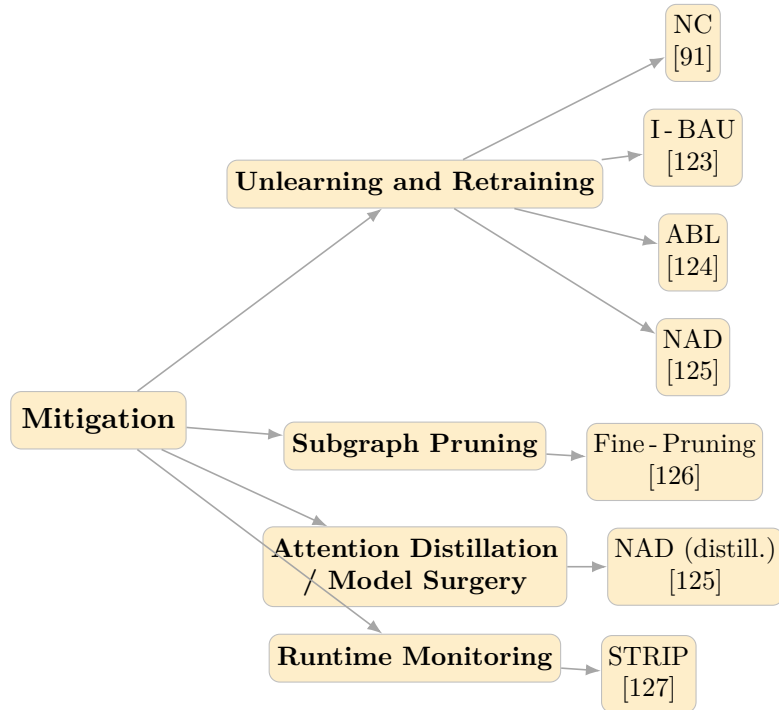 NC
[91]
I-BAU
[123]
Unlearning and Retraining
ABL
[124]
NAD
[125]
Mitigation
Subgraph Pruning
Fine-Pruning
[126]
Attention Distillation
/ Model Surgery
NAD (distill.)
[125]
Runtime Monitoring
STRIP
[127]